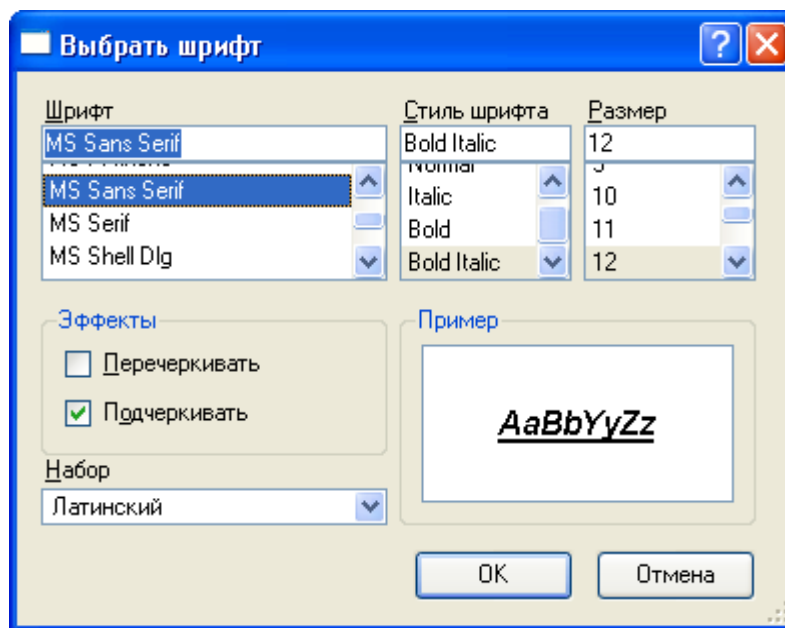 Выбрать шрифт
Шрифт
Стиль шрифта
Размер
MS Sans Serif
Bold Italic
12
MS Sans Serif
MS Serif
MS Shell Dlg
Normal
Italic
Bold
Bold Italic
10
11
12
Эффекты
Перечеркивать
Подчеркивать
Набор
Латинский
Пример
AaBbYyZz
OK
Отмена